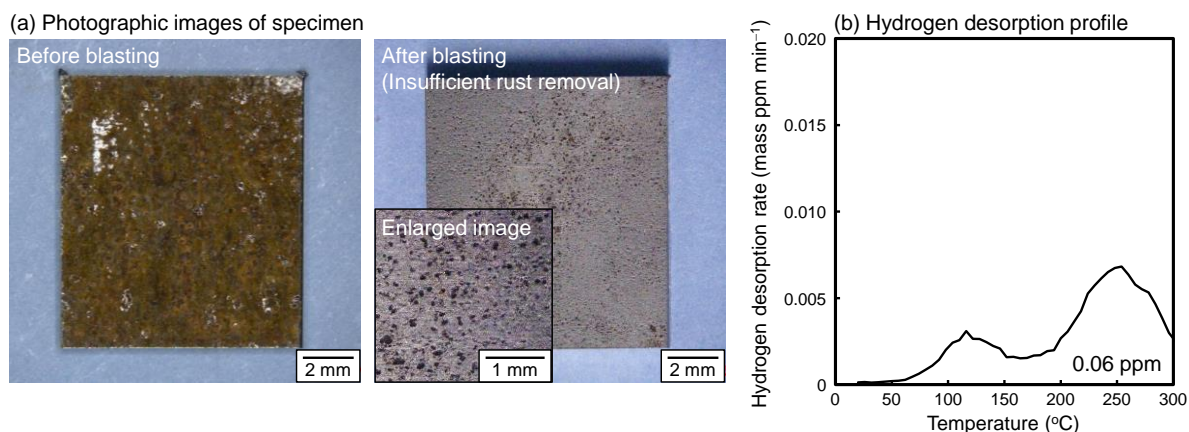 (a) Photographic images of specimen
Before blasting
2 mm
After blasting
(Insufficient rust removal)
Enlarged image
1 mm
2 mm
(b) Hydrogen desorption profile
Hydrogen desorption rate (mass ppm min⁻¹)
0.020
0.015
0.010
0.005
0
0.06 ppm
0 50 100 150 200 250 300
Temperature (ºC)